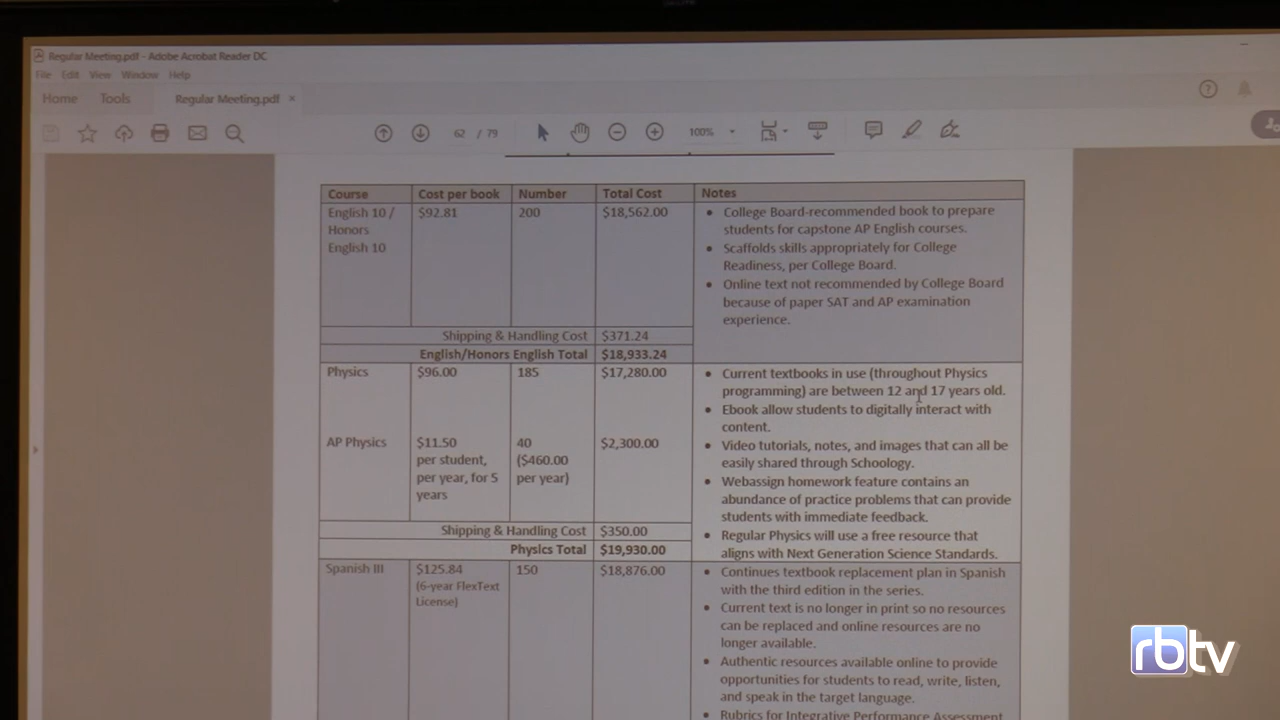 Regular Meeting.pdf - Adobe Acrobat Reader DC
File Edit View Window Help
Home Tools Regular Meeting.pdf ×
62 / 79 100%
Course Cost per book Number Total Cost Notes
English 10 / $92.81 200 $18,562.00
Honors
English 10
• College Board-recommended book to prepare
students for capstone AP English courses.
• Scaffolds skills appropriately for College
Readiness, per College Board.
• Online text not recommended by College Board
because of paper SAT and AP examination
experience.
Shipping & Handling Cost $371.24
English/Honors English Total $18,933.24
Physics $96.00 185 $17,280.00
AP Physics $11.50 40 $2,300.00
per student, ($460.00
per year, for 5 per year)
years
• Current textbooks in use (throughout Physics
programming) are between 12 and 17 years old.
• Ebook allow students to digitally interact with
content.
• Video tutorials, notes, and images that can all be
easily shared through Schoology.
• Webassign homework feature contains an
abundance of practice problems that can provide
students with immediate feedback.
• Regular Physics will use a free resource that
aligns with Next Generation Science Standards.
Shipping & Handling Cost $350.00
Physics Total $19,930.00
Spanish III $125.84 150 $18,876.00
(6-year FlexText
License)
• Continues textbook replacement plan in Spanish
with the third edition in the series.
• Current text is no longer in print so no resources
can be replaced and online resources are no
longer available.
• Authentic resources available online to provide
opportunities for students to read, write, listen,
and speak in the target language.
• Rubrics for Integrative Performance Assessment
rbtv